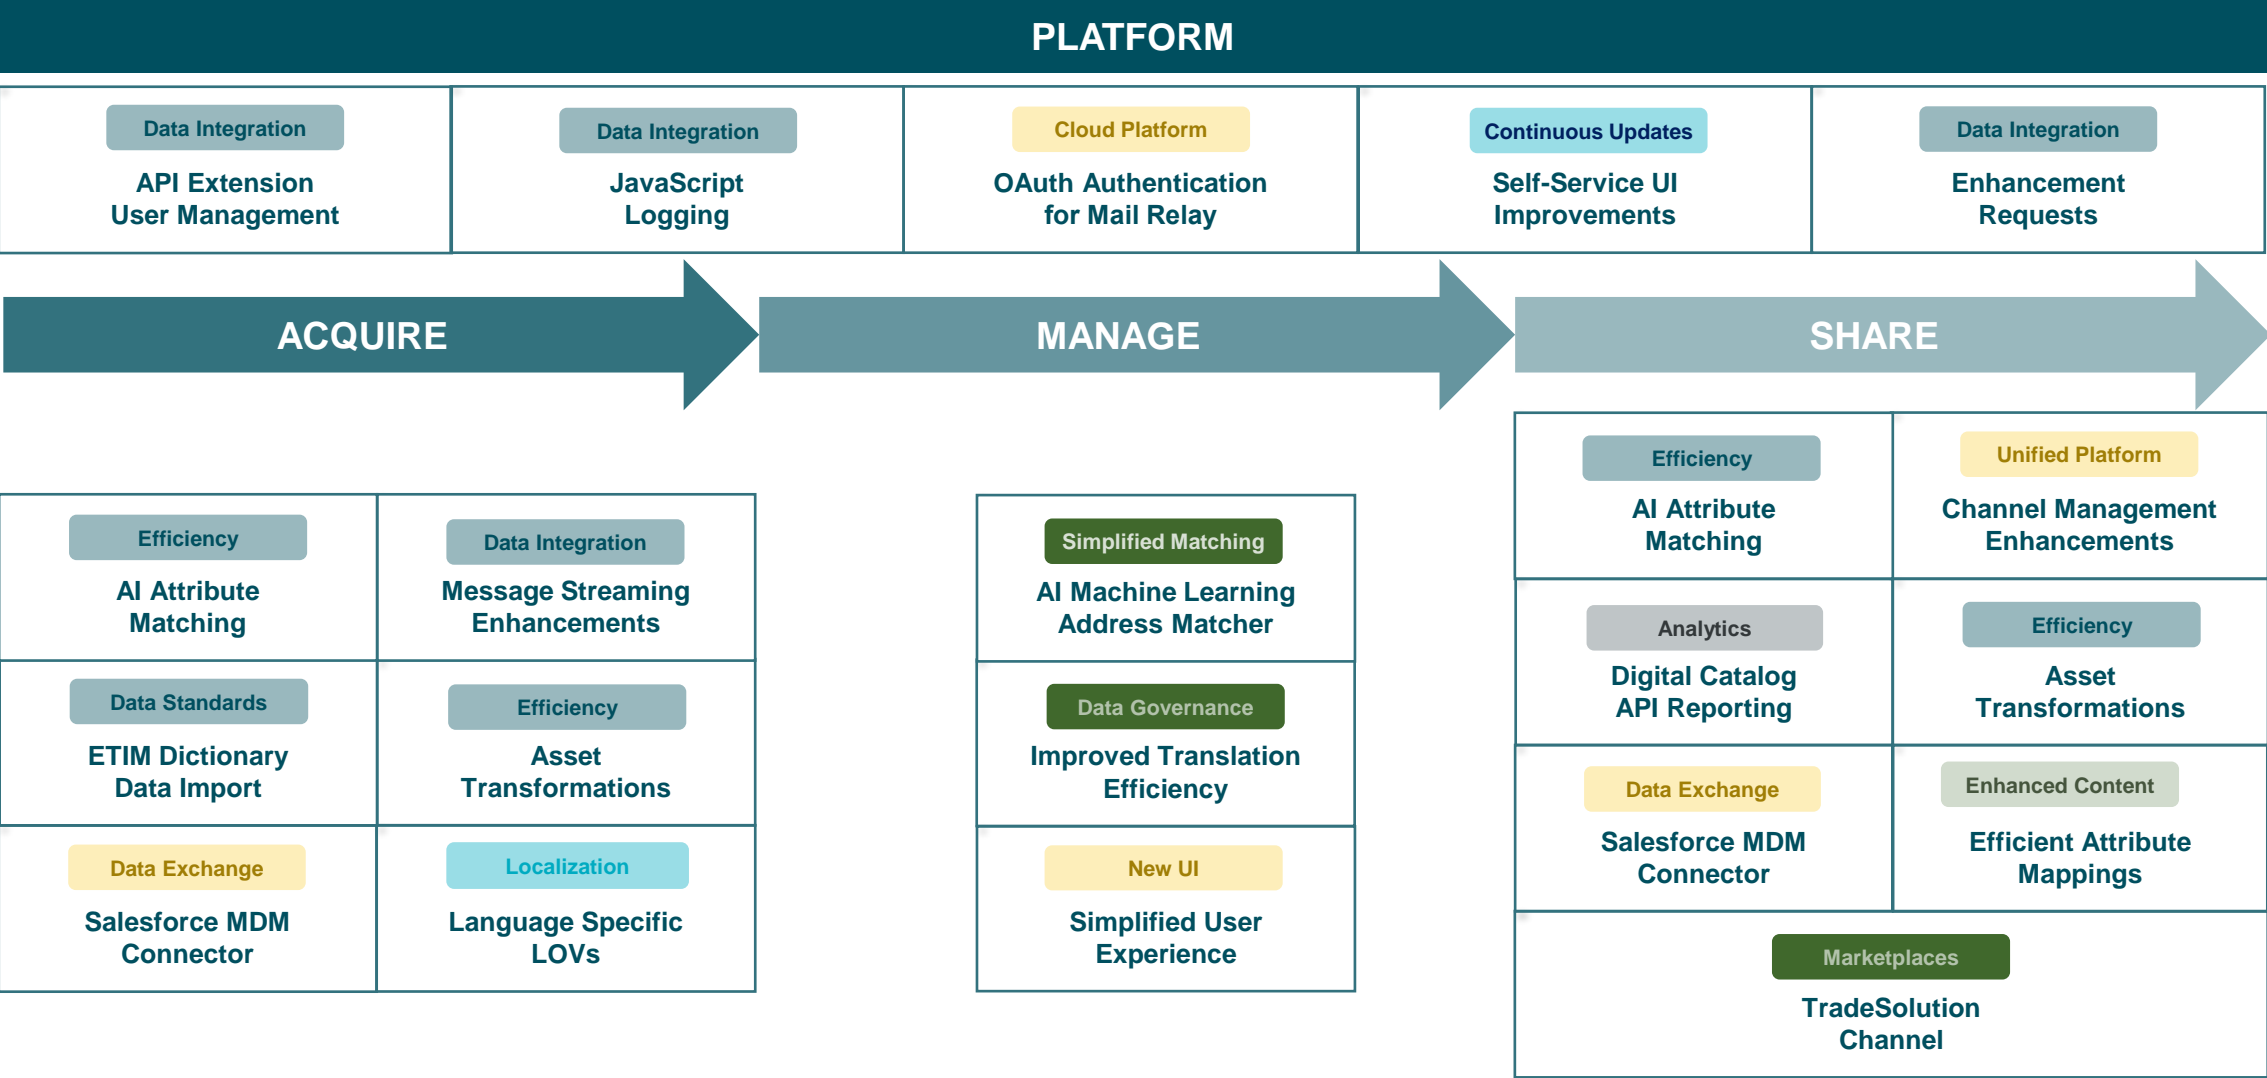 PLATFORM
Data Integration
API Extension
User Management
Data Integration
JavaScript
Logging
Cloud Platform
OAuth Authentication
for Mail Relay
Continuous Updates
Self-Service UI
Improvements
Data Integration
Enhancement
Requests
ACQUIRE
MANAGE
SHARE
Efficiency
AI Attribute
Matching
Data Integration
Message Streaming
Enhancements
Data Standards
ETIM Dictionary
Data Import
Efficiency
Asset
Transformations
Data Exchange
Salesforce MDM
Connector
Localization
Language Specific
LOVs
Simplified Matching
AI Machine Learning
Address Matcher
Data Governance
Improved Translation
Efficiency
New UI
Simplified User
Experience
Efficiency
AI Attribute
Matching
Unified Platform
Channel Management
Enhancements
Analytics
Digital Catalog
API Reporting
Efficiency
Asset
Transformations
Data Exchange
Salesforce MDM
Connector
Enhanced Content
Efficient Attribute
Mappings
Marketplaces
TradeSolution
Channel